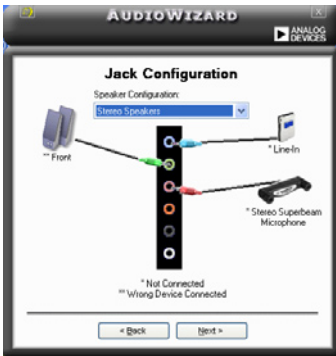 AUDIOWIZARD
ANALOG
DEVICES
Jack Configuration
Speaker Configuration:
Stereo Speakers
** Front
* Line-In
* Stereo Superbeam
Microphone
* Not Connected
** Wrong Device Connected
< Back
Next >